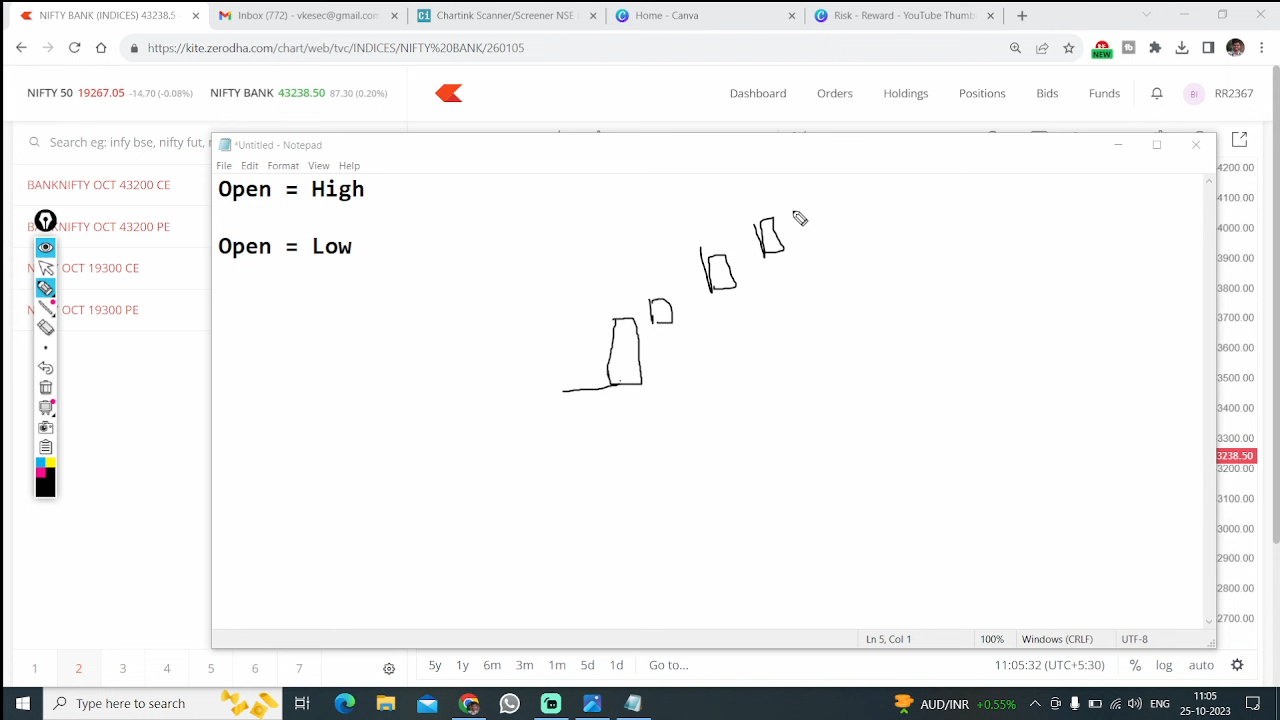 NIFTY BANK (INDICES) 43238.5
Inbox (772) - vkesec@gmail.com
Chartink Scanner/Screener NSE
Home - Canva
Risk - Reward - YouTube Thumb
https://kite.zerodha.com/chart/web/tvc/INDICES/NIFTY%20BANK/260105
NEW
NIFTY 50 19267.05 -14.70 (-0.08%) NIFTY BANK 43238.50 87.30 (0.20%)
Dashboard Orders Holdings Positions Bids Funds BI RR2367
Search eg: infy bse, nifty fut,
*Untitled - Notepad
File Edit Format View Help
BANKNIFTY OCT 43200 CE
OCT 19300 CE
OCT 19300 PE
Open = High
Open = Low
4200.00
4100.00
4000.00
3900.00
3800.00
3700.00
3600.00
3500.00
3400.00
3300.00
3238.50
3200.00
3100.00
3000.00
2900.00
2800.00
2700.00
Ln 5, Col 1 100% Windows (CRLF) UTF-8
1 2 3 4 5 6 7
5y 1y 6m 3m 1m 5d 1d Go to... 11:05:32 (UTC+5:30) % log auto
Type here to search
AUD/INR +0.55%
11:05
25-10-2023